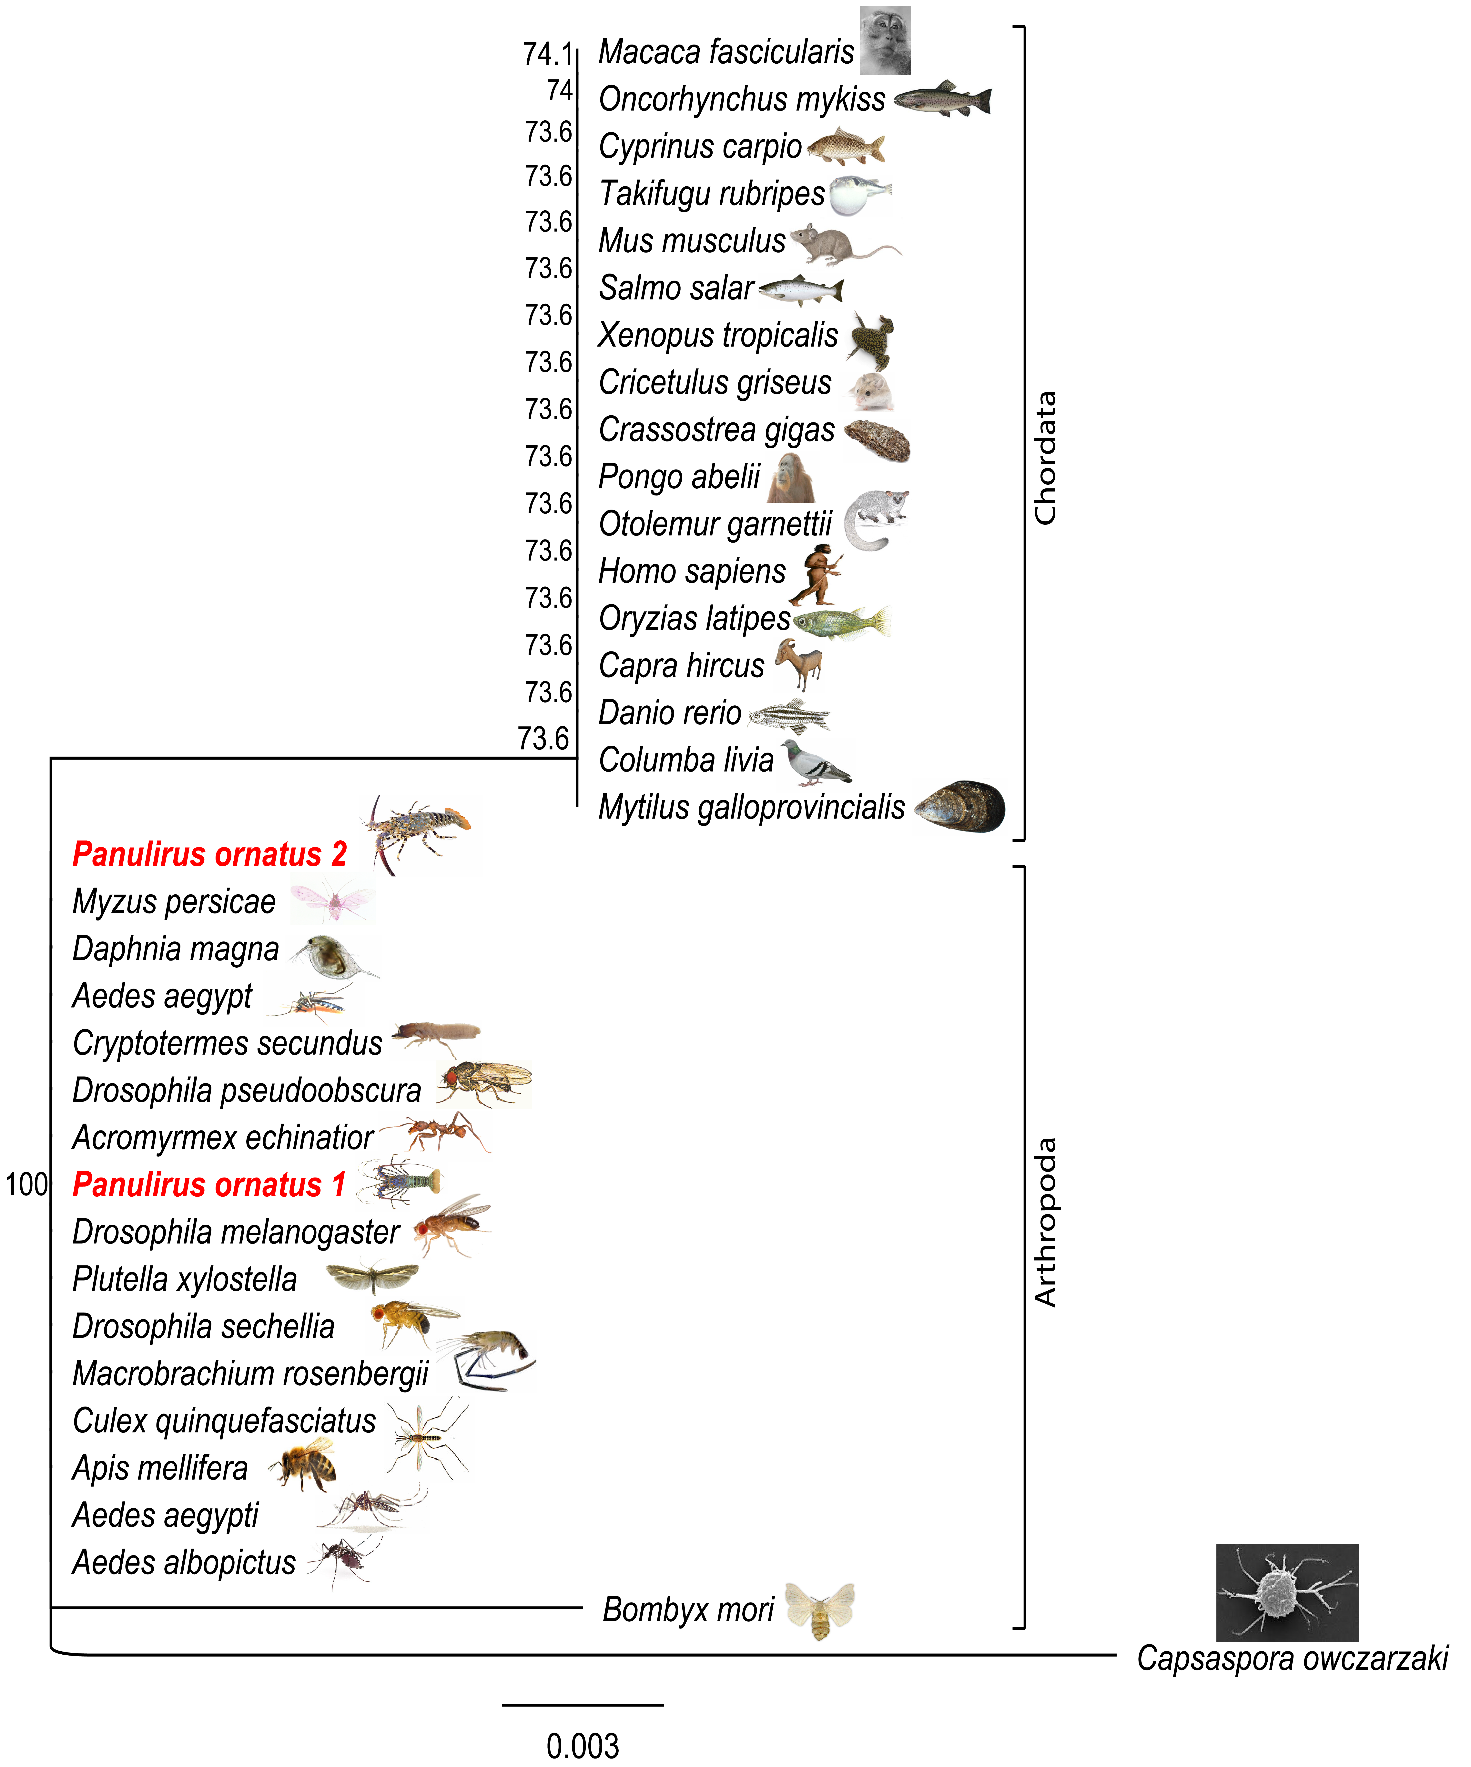 74.1
Macaca fascicularis
74
Oncorhynchus mykiss
73.6
Cyprinus carpio
73.6
Takifugu rubripes
73.6
Mus musculus
73.6
Salmo salar
73.6
Xenopus tropicalis
73.6
Cricetulus griseus
73.6
Crassostrea gigas
73.6
Pongo abelii
73.6
Otolemur garnettii
73.6
Homo sapiens
73.6
Oryzias latipes
73.6
Capra hircus
73.6
Danio rerio
73.6
Columba livia
Mytilus galloprovincialis
Chordata
Panulirus ornatus 2
Myzus persicae
Daphnia magna
Aedes aegypt
Cryptotermes secundus
Drosophila pseudoobscura
Acromyrmex echinatior
100
Panulirus ornatus 1
Drosophila melanogaster
Plutella xylostella
Drosophila sechellia
Macrobrachium rosenbergii
Culex quinquefasciatus
Apis mellifera
Aedes aegypti
Aedes albopictus
Bombyx mori
Arthropoda
Capsaspora owczarzaki
0.003